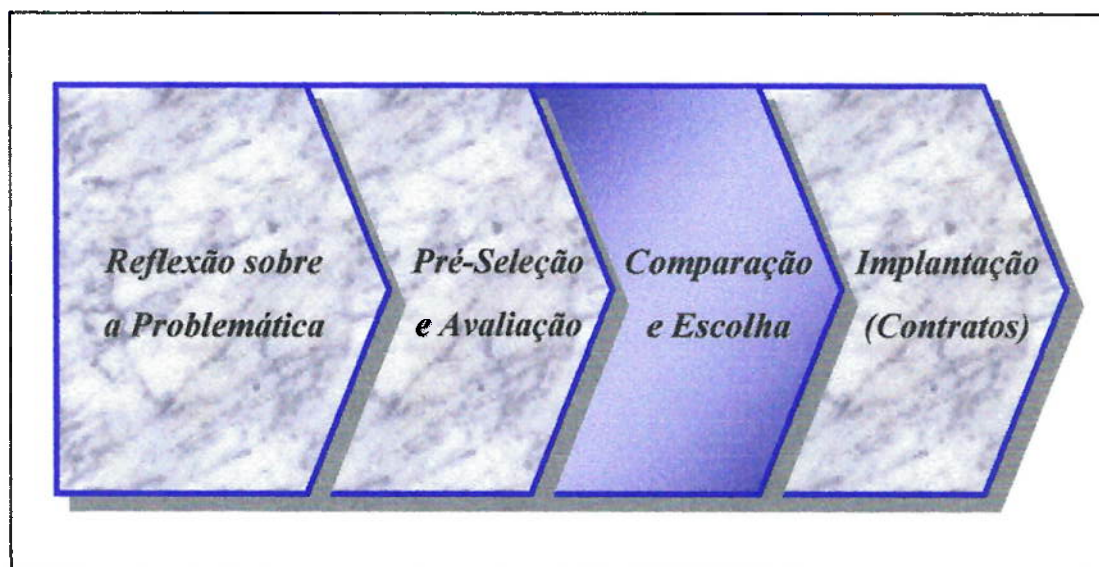 Reflexão sobre
a Problemática
Pré-Seleção
e Avaliação
Comparação
e Escolha
Implantação
(Contratos)